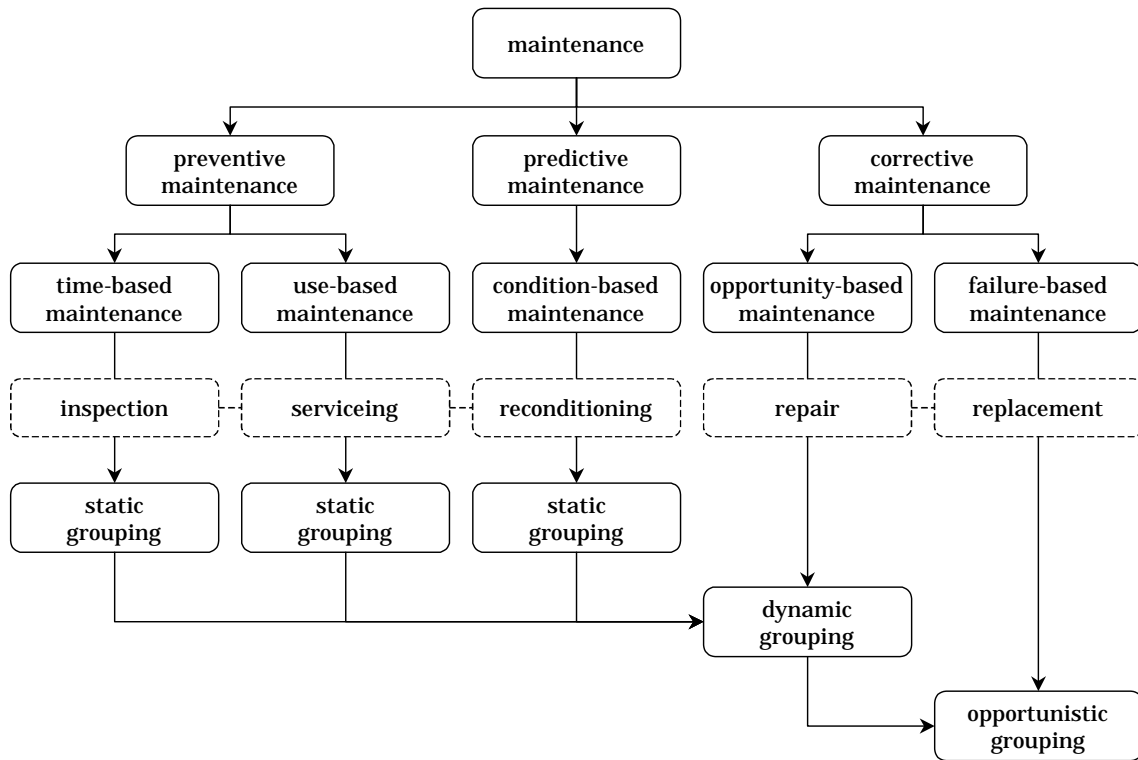 maintenance
preventive
maintenance
predictive
maintenance
corrective
maintenance
time-based
maintenance
use-based
maintenance
condition-based
maintenance
opportunity-based
maintenance
failure-based
maintenance
inspection
serviceing
reconditioning
repair
replacement
static
grouping
static
grouping
static
grouping
dynamic
grouping
opportunistic
grouping